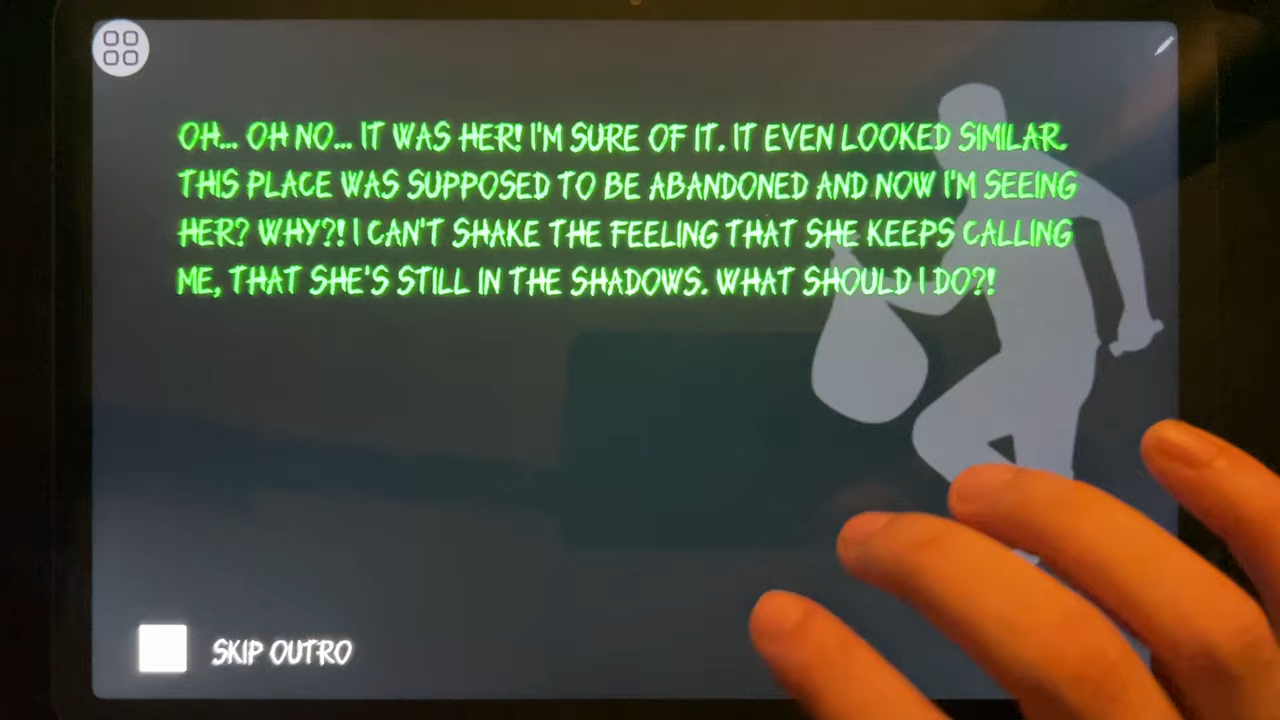 OH... OH NO... IT WAS HER! I'M SURE OF IT. IT EVEN LOOKED SIMILAR.
THIS PLACE WAS SUPPOSED TO BE ABANDONED AND NOW I'M SEEING
HER? WHY?! I CAN'T SHAKE THE FEELING THAT SHE KEEPS CALLING
ME, THAT SHE'S STILL IN THE SHADOWS. WHAT SHOULD I DO?!
SKIP OUTRO